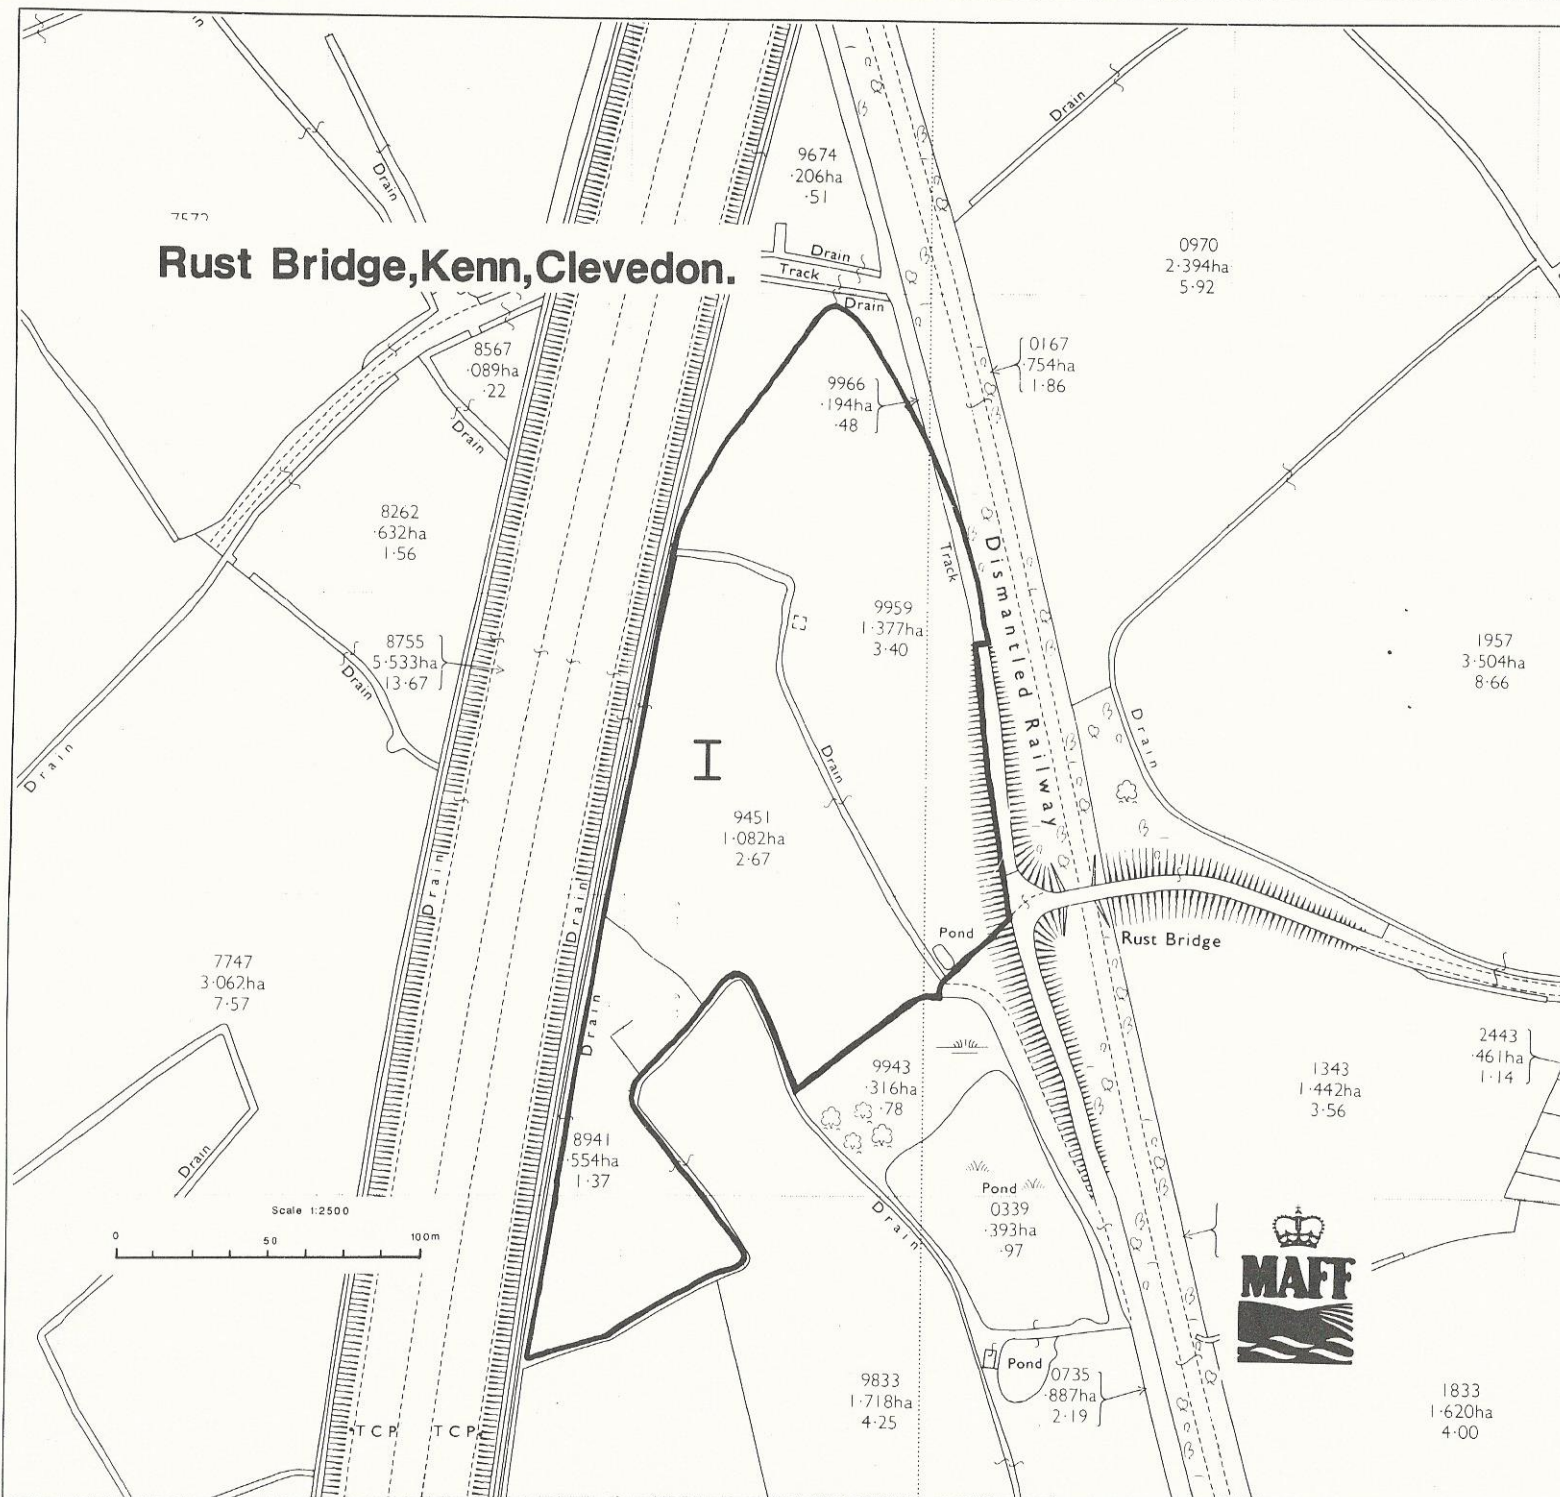 Drain
Drain
9674
·206ha
·51
Rust Bridge,Kenn,Clevedon.
Drain
Track
Drain
0970
2·394ha
5·92
8567
·089ha
·22
Drain
9966
·194ha
·48
0167
·754ha
1·86
8262
·632ha
1·56
Track
Dismantled Railway
9959
1·377ha
3·40
8755
5·533ha
13·67
Drain
Drain
1957
3·504ha
8·66
Drain
I
Drain
9451
1·082ha
2·67
Drain
Drain
Pond
Rust Bridge
7747
3·062ha
7·57
Drain
9943
·316ha
·78
1343
1·442ha
3·56
2443
·461ha
1·14
Drain
8941
·554ha
1·37
Pond
0339
·393ha
·97
Drain
Scale 1:2500
0 50 100m
MAFF
Pond
0735
·887ha
2·19
9833
1·718ha
4·25
1833
1·620ha
4·00
TCP TCP